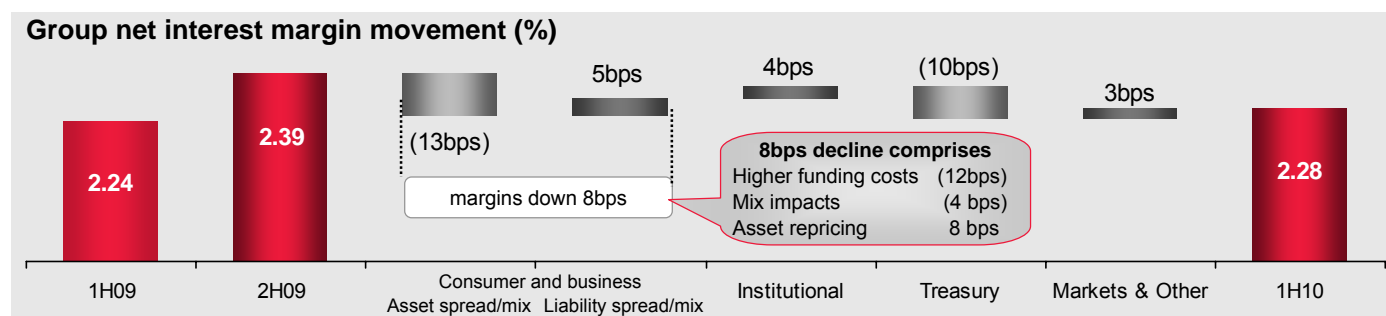 Group net interest margin movement (%)
2.24
2.39
(13bps)
5bps
4bps
(10bps)
3bps
2.28
margins down 8bps
8bps decline comprises
Higher funding costs (12bps)
Mix impacts (4 bps)
Asset repricing 8 bps
1H09
2H09
Consumer and business
Asset spread/mix Liability spread/mix
Institutional
Treasury
Markets & Other
1H10